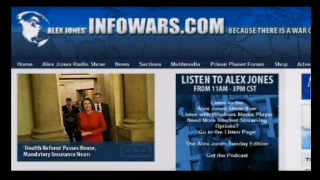 ALEX JONES' INFOWARS.COM BECAUSE THERE IS A WAR O
Home Alex Jones Radio Show News Sections Multimedia Prison Planet Forum Shop Adve
LISTEN TO ALEX JONES
FROM 11AM - 3PM CST
Listen to the
Alex Jones Show Now
Listen with Windows Media Player
Need More Internet Streaming
Options?
Go to the Listen Page
The Alex Jones Sunday Edition
Get the Podcast
'Health Reform' Passes House,
Mandatory Insurance Nears